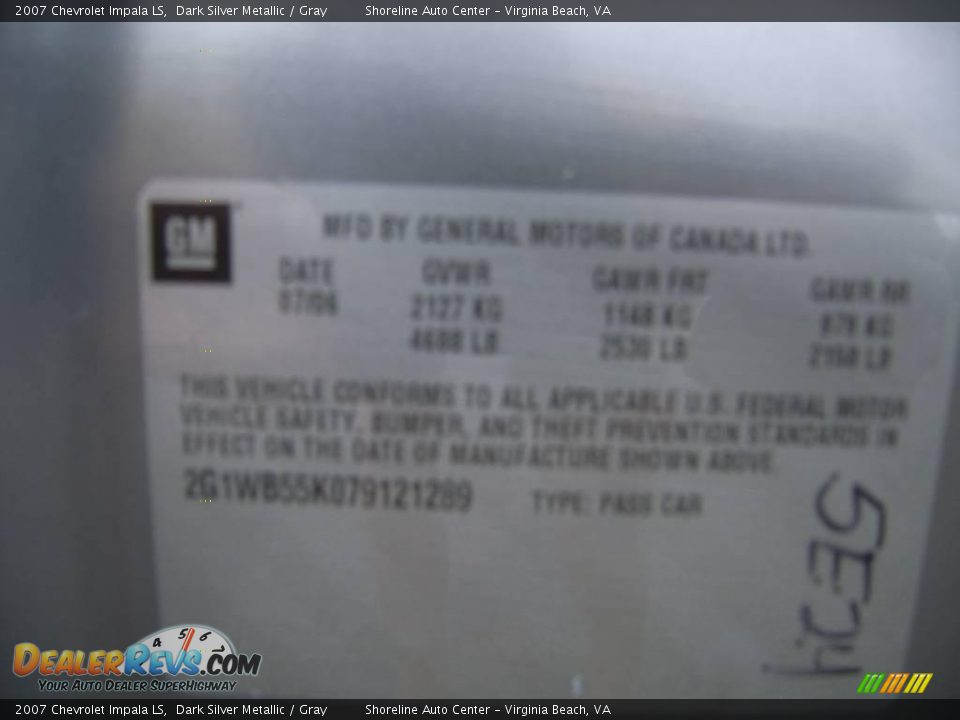 2007 Chevrolet Impala LS, Dark Silver Metallic / Gray Shoreline Auto Center - Virginia Beach, VA
GM
MFD BY GENERAL MOTORS OF CANADA LTD.
DATE GVWR GAWR FRT GAWR RR
07/06 2127 KG 1148 KG 979 KG
4688 LB 2530 LB 2158 LB
THIS VEHICLE CONFORMS TO ALL APPLICABLE U.S. FEDERAL MOTOR
VEHICLE SAFETY, BUMPER, AND THEFT PREVENTION STANDARDS IN
EFFECT ON THE DATE OF MANUFACTURE SHOWN ABOVE.
2G1WB55K079121289 TYPE: PASS CAR
4 5 6 7
DEALERREVS.COM
YOUR AUTO DEALER SUPERHIGHWAY
2007 Chevrolet Impala LS, Dark Silver Metallic / Gray Shoreline Auto Center - Virginia Beach, VA